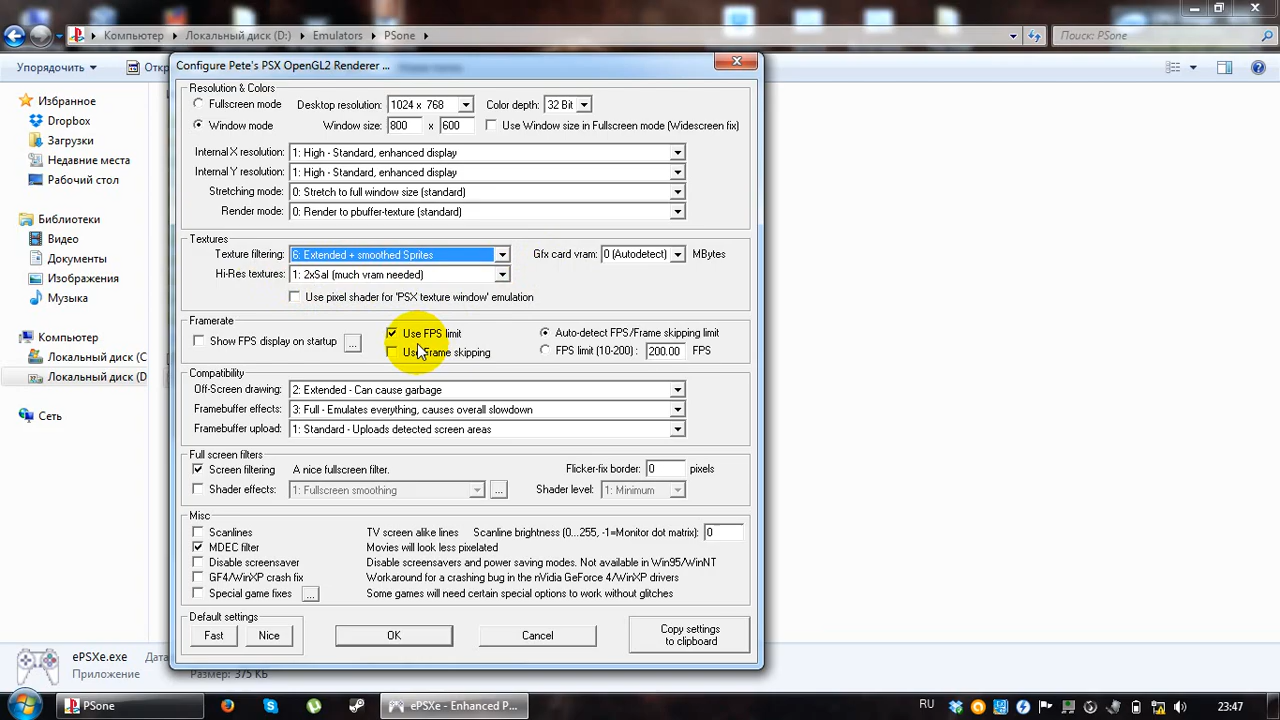 Компьютер ▸ Локальный диск (D:) ▸ Emulators ▸ PSone ▸
Поиск: PSone
Упорядочить
Откр
Избранное
Dropbox
Загрузки
Недавние места
Рабочий стол
Библиотеки
Видео
Документы
Изображения
Музыка
Компьютер
Локальный диск (C
Локальный диск (D
Сеть
Configure Pete's PSX OpenGL2 Renderer ...
Resolution & Colors
Fullscreen mode Desktop resolution: 1024 x 768 Color depth: 32 Bit
Window mode Window size: 800 x 600 Use Window size in Fullscreen mode (Widescreen fix)
Internal X resolution: 1: High - Standard, enhanced display
Internal Y resolution: 1: High - Standard, enhanced display
Stretching mode: 0: Stretch to full window size (standard)
Render mode: 0: Render to pbuffer-texture (standard)
Textures
Texture filtering: 6: Extended + smoothed Sprites Gfx card vram: 0 (Autodetect) MBytes
Hi-Res textures: 1: 2xSaI (much vram needed)
Use pixel shader for 'PSX texture window' emulation
Framerate
Use FPS limit Auto-detect FPS/Frame skipping limit
Show FPS display on startup ...
Use Frame skipping FPS limit (10-200) : 200.00 FPS
Compatibility
Off-Screen drawing: 2: Extended - Can cause garbage
Framebuffer effects: 3: Full - Emulates everything, causes overall slowdown
Framebuffer upload: 1: Standard - Uploads detected screen areas
Full screen filters
Screen filtering A nice fullscreen filter. Flicker-fix border: 0 pixels
Shader effects: 1: Fullscreen smoothing ... Shader level: 1: Minimum
Misc
Scanlines TV screen alike lines Scanline brightness (0...255, -1=Monitor dot matrix): 0
MDEC filter Movies will look less pixelated
Disable screensaver Disable screensavers and power saving modes. Not available in Win95/WinNT
GF4/WinXP crash fix Workaround for a crashing bug in the nVidia GeForce 4/WinXP drivers
Special game fixes ... Some games will need certain special options to work without glitches
Default settings
Fast Nice OK Cancel Copy settings
to clipboard
ePSXe.exe Дата
Приложение Размер: 375 КБ
PSone ePSXe - Enhanced P... RU 23:47